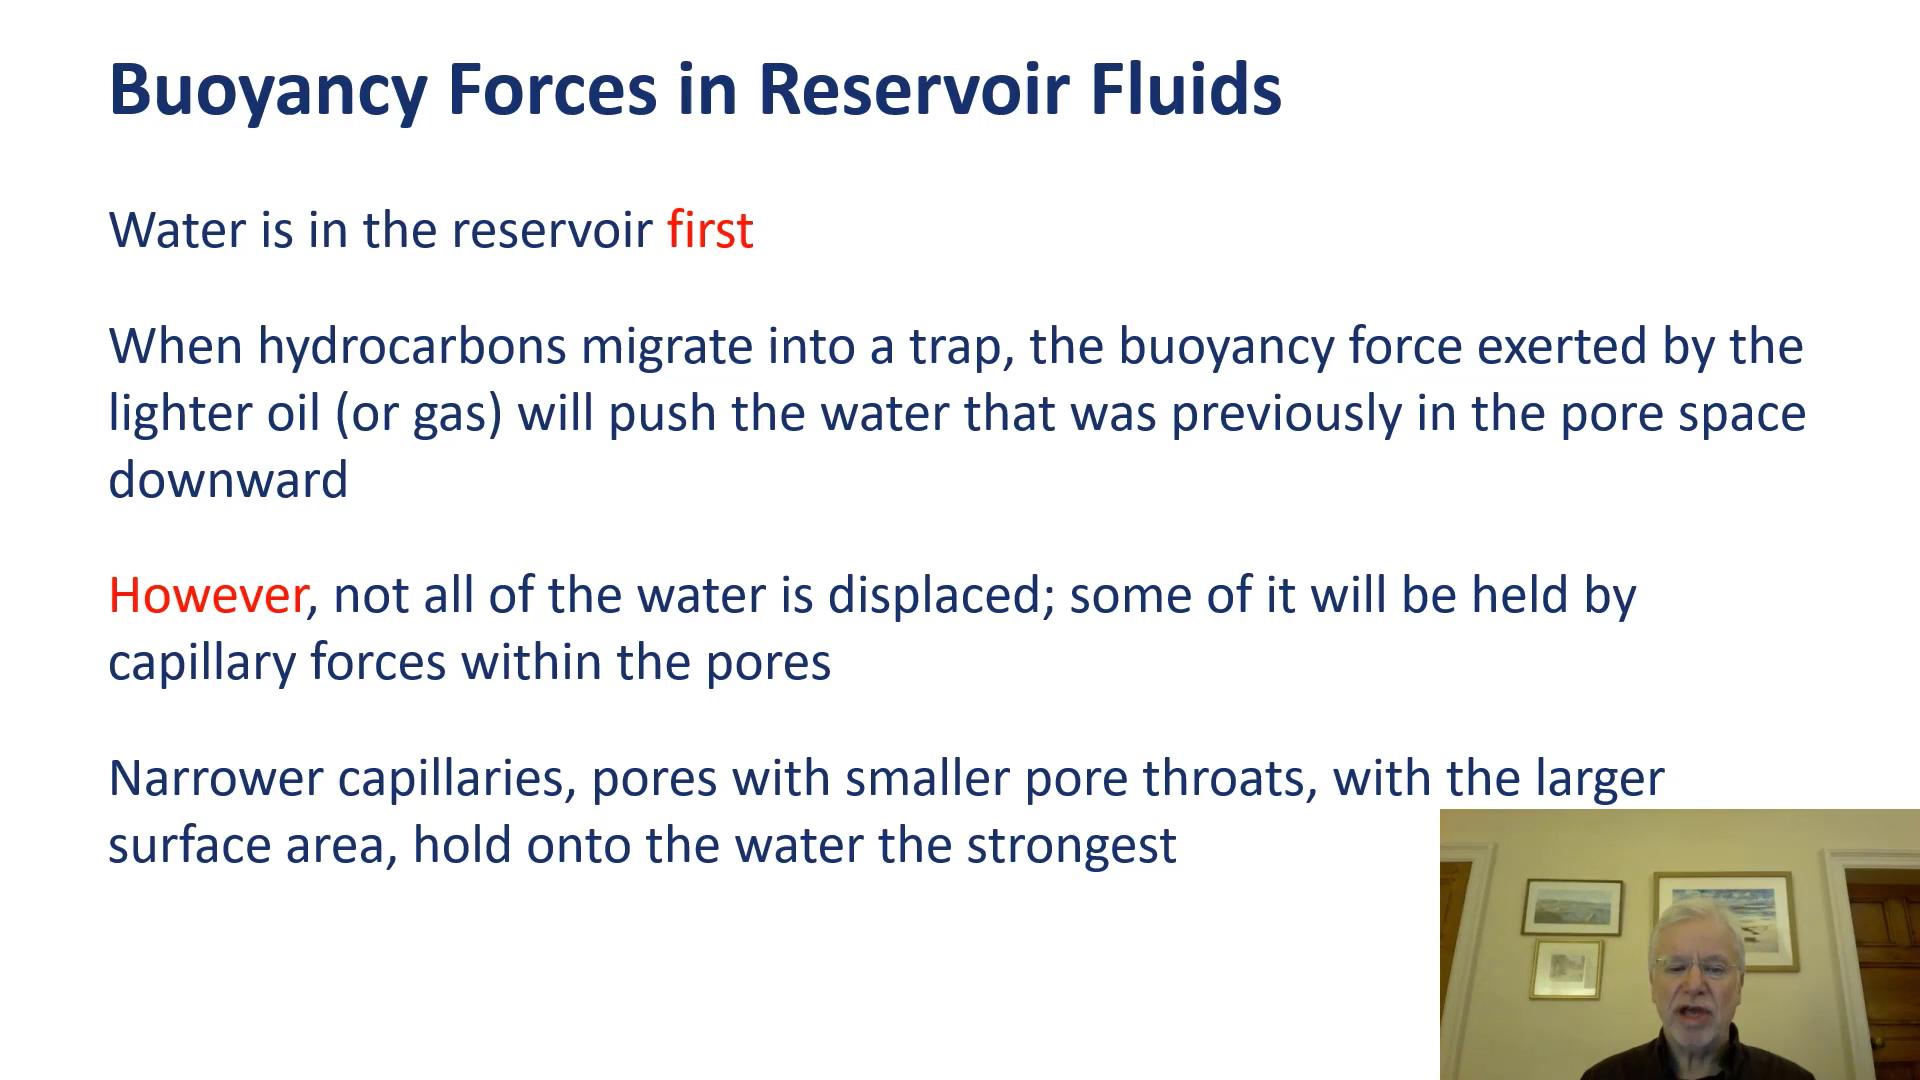 Buoyancy Forces in Reservoir Fluids
Water is in the reservoir first
When hydrocarbons migrate into a trap, the buoyancy force exerted by the
lighter oil (or gas) will push the water that was previously in the pore space
downward
However, not all of the water is displaced; some of it will be held by
capillary forces within the pores
Narrower capillaries, pores with smaller pore throats, with the larger
surface area, hold onto the water the strongest